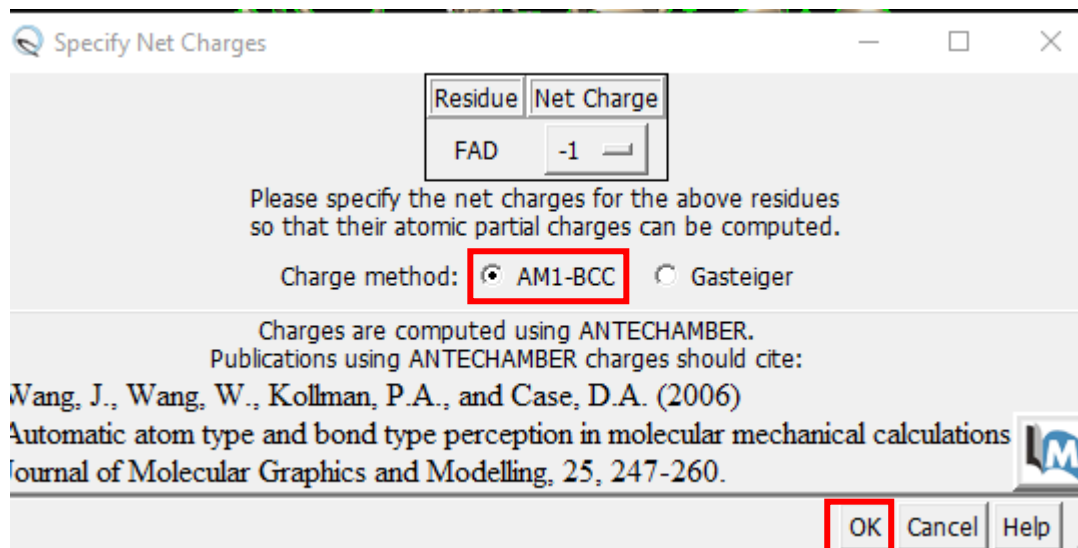 Specify Net Charges
Residue Net Charge
FAD -1
Please specify the net charges for the above residues
so that their atomic partial charges can be computed.
Charge method: AM1-BCC Gasteiger
Charges are computed using ANTECHAMBER.
Publications using ANTECHAMBER charges should cite:
Wang, J., Wang, W., Kollman, P.A., and Case, D.A. (2006)
Automatic atom type and bond type perception in molecular mechanical calculations
Journal of Molecular Graphics and Modelling, 25, 247-260.
OK Cancel Help